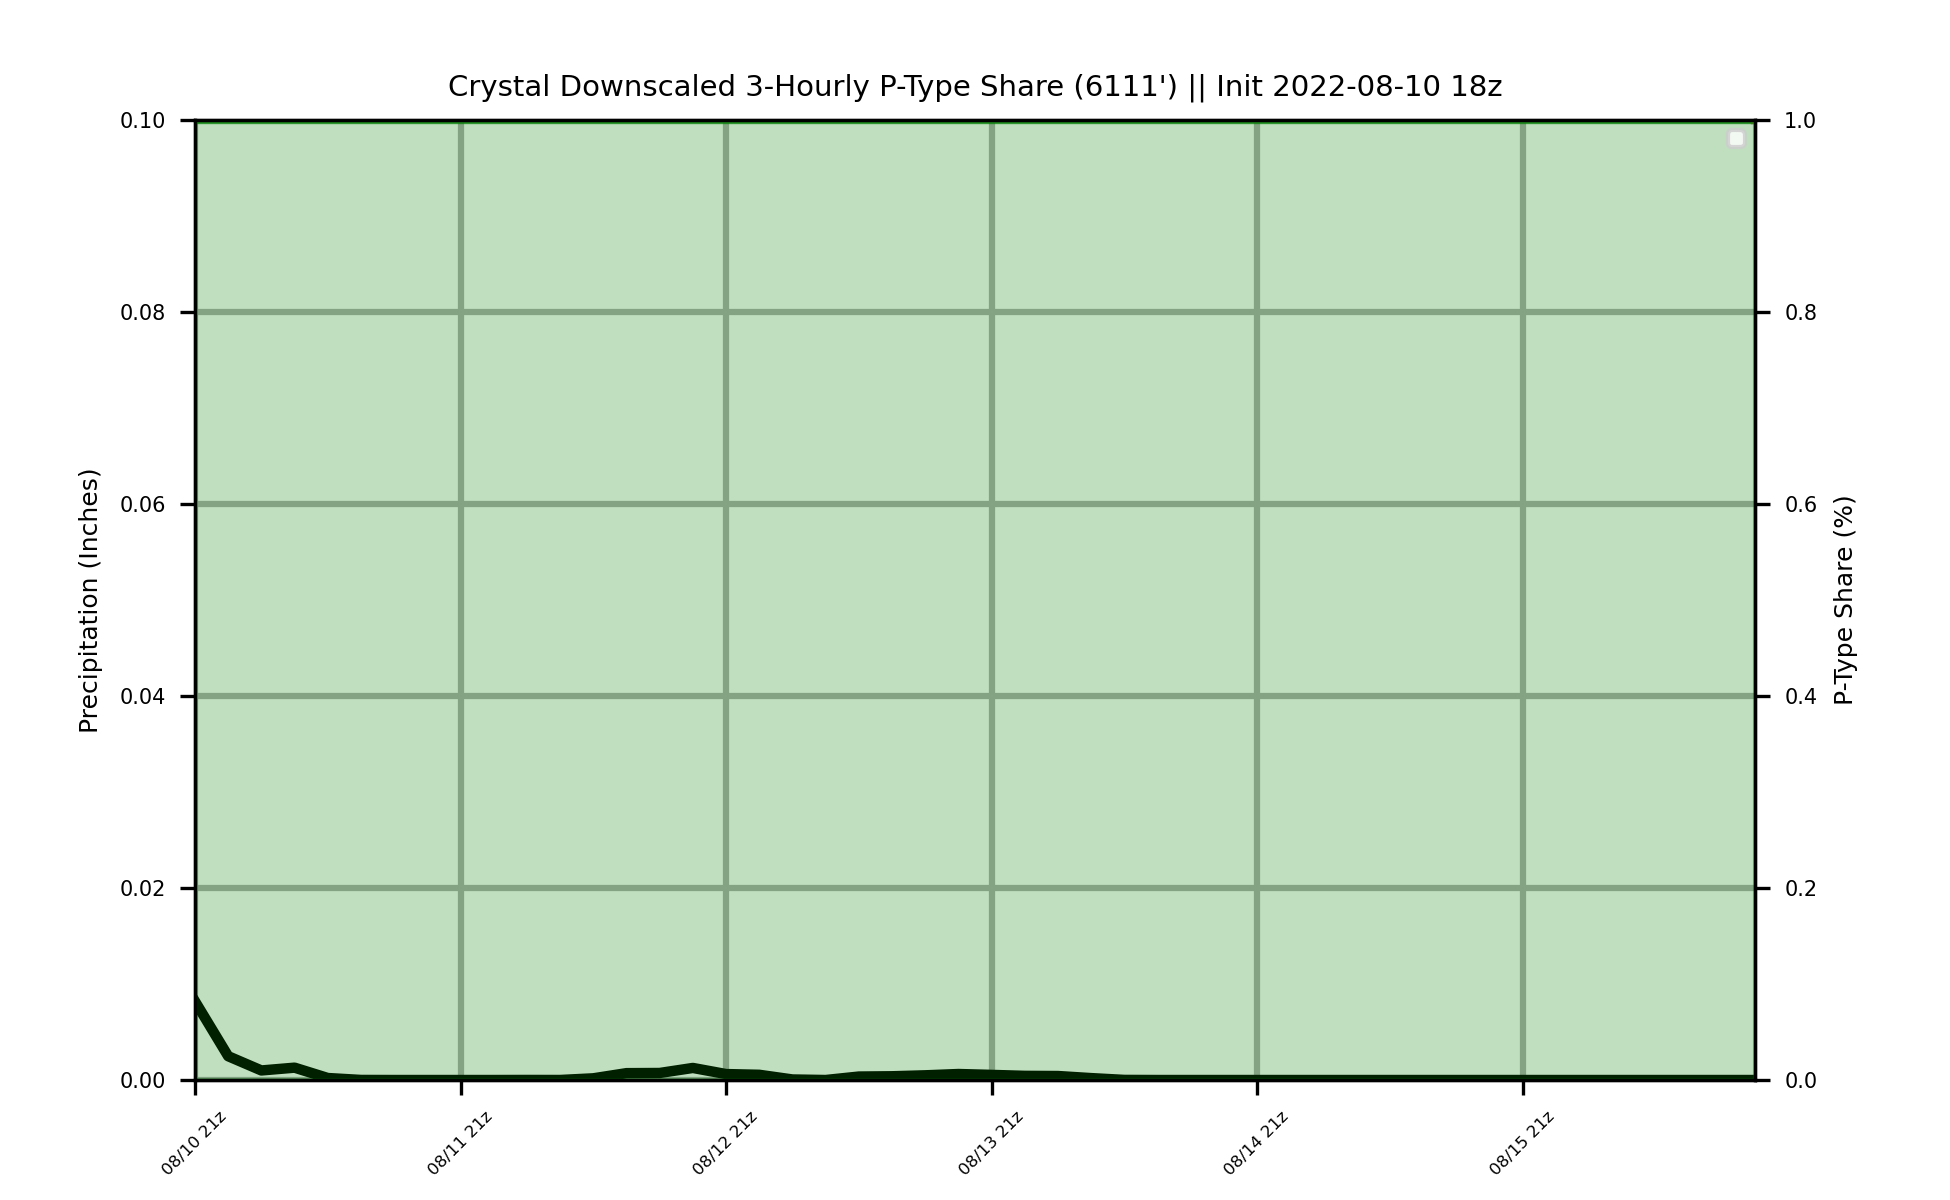 Crystal Downscaled 3-Hourly P-Type Share (6111') || Init 2022-08-10 18z
0.10
0.08
0.06
0.04
0.02
0.00
Precipitation (Inches)
1.0
0.8
0.6
0.4
0.2
0.0
P-Type Share (%)
08/10 21z
08/11 21z
08/12 21z
08/13 21z
08/14 21z
08/15 21z